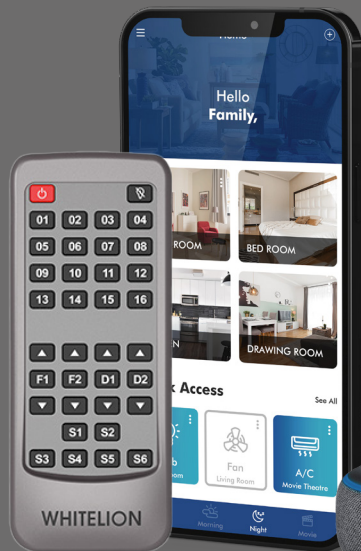 01 02 03 04
05 06 07 08
09 10 11 12
13 14 15 16
F1 F2 D1 D2
S1 S2
S3 S4 S5 S6
WHITELION
Home
Hello
Family,
ROOM
BED ROOM
N
DRAWING ROOM
k Access
See All
b
oom
Fan
Living Room
A/C
Movie Theatre
Morning
Night
Movie